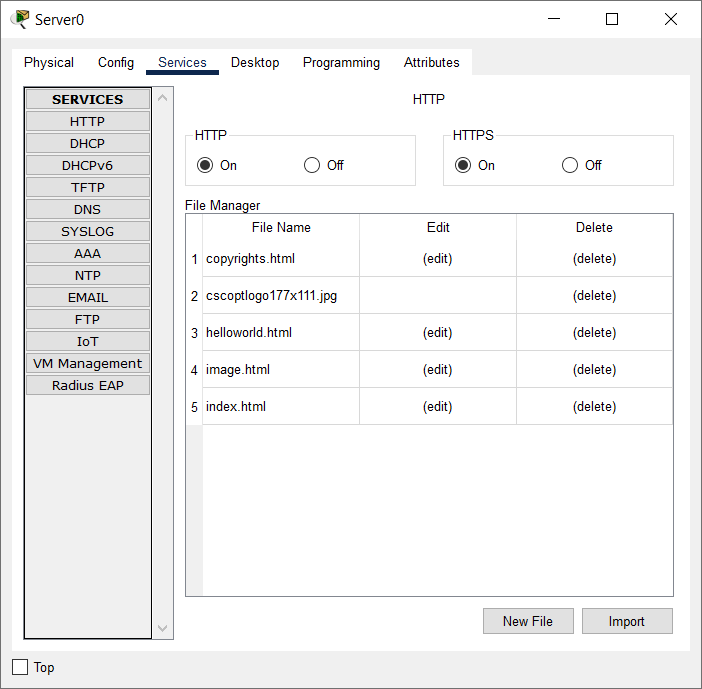 Server0
Physical Config Services Desktop Programming Attributes
SERVICES
HTTP
DHCP
DHCPv6
TFTP
DNS
SYSLOG
AAA
NTP
EMAIL
FTP
IoT
VM Management
Radius EAP
HTTP
HTTP
On Off
HTTPS
On Off
File Manager
File Name Edit Delete
1 copyrights.html (edit) (delete)
2 cscoptlogo177x111.jpg (delete)
3 helloworld.html (edit) (delete)
4 image.html (edit) (delete)
5 index.html (edit) (delete)
New File Import
Top